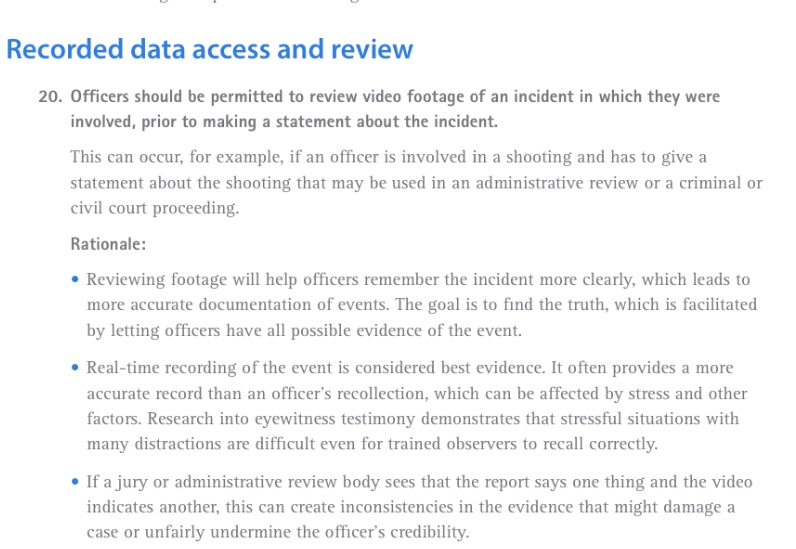 Recorded data access and review
20. Officers should be permitted to review video footage of an incident in which they were
involved, prior to making a statement about the incident.
This can occur, for example, if an officer is involved in a shooting and has to give a
statement about the shooting that may be used in an administrative review or a criminal or
civil court proceeding.
Rationale:
• Reviewing footage will help officers remember the incident more clearly, which leads to
more accurate documentation of events. The goal is to find the truth, which is facilitated
by letting officers have all possible evidence of the event.
• Real-time recording of the event is considered best evidence. It often provides a more
accurate record than an officer’s recollection, which can be affected by stress and other
factors. Research into eyewitness testimony demonstrates that stressful situations with
many distractions are difficult even for trained observers to recall correctly.
• If a jury or administrative review body sees that the report says one thing and the video
indicates another, this can create inconsistencies in the evidence that might damage a
case or unfairly undermine the officer’s credibility.